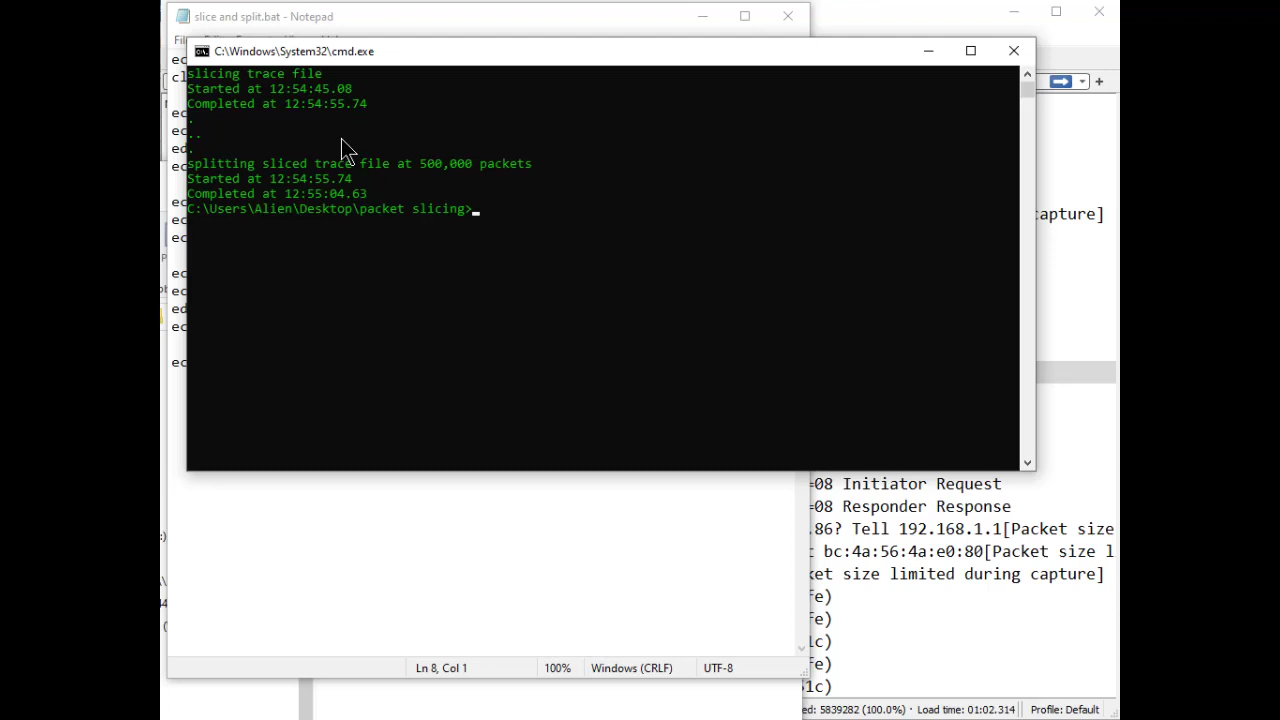 slice and split.bat - Notepad
C:\Windows\System32\cmd.exe
slicing trace file
Started at 12:54:45.08
Completed at 12:54:55.74
.
..
.
splitting sliced trace file at 500,000 packets
Started at 12:54:55.74
Completed at 12:55:04.63
C:\Users\Alien\Desktop\packet slicing>
capture]
=08 Initiator Request
=08 Responder Response
.86? Tell 192.168.1.1[Packet size
bc:4a:56:4a:e0:80[Packet size l
ket size limited during capture]
fe)
fe)
1c)
fe)
1c)
Ln 8, Col 1
100%
Windows (CRLF)
UTF-8
ed: 5839282 (100.0%) · Load time: 01:02.314
Profile: Default